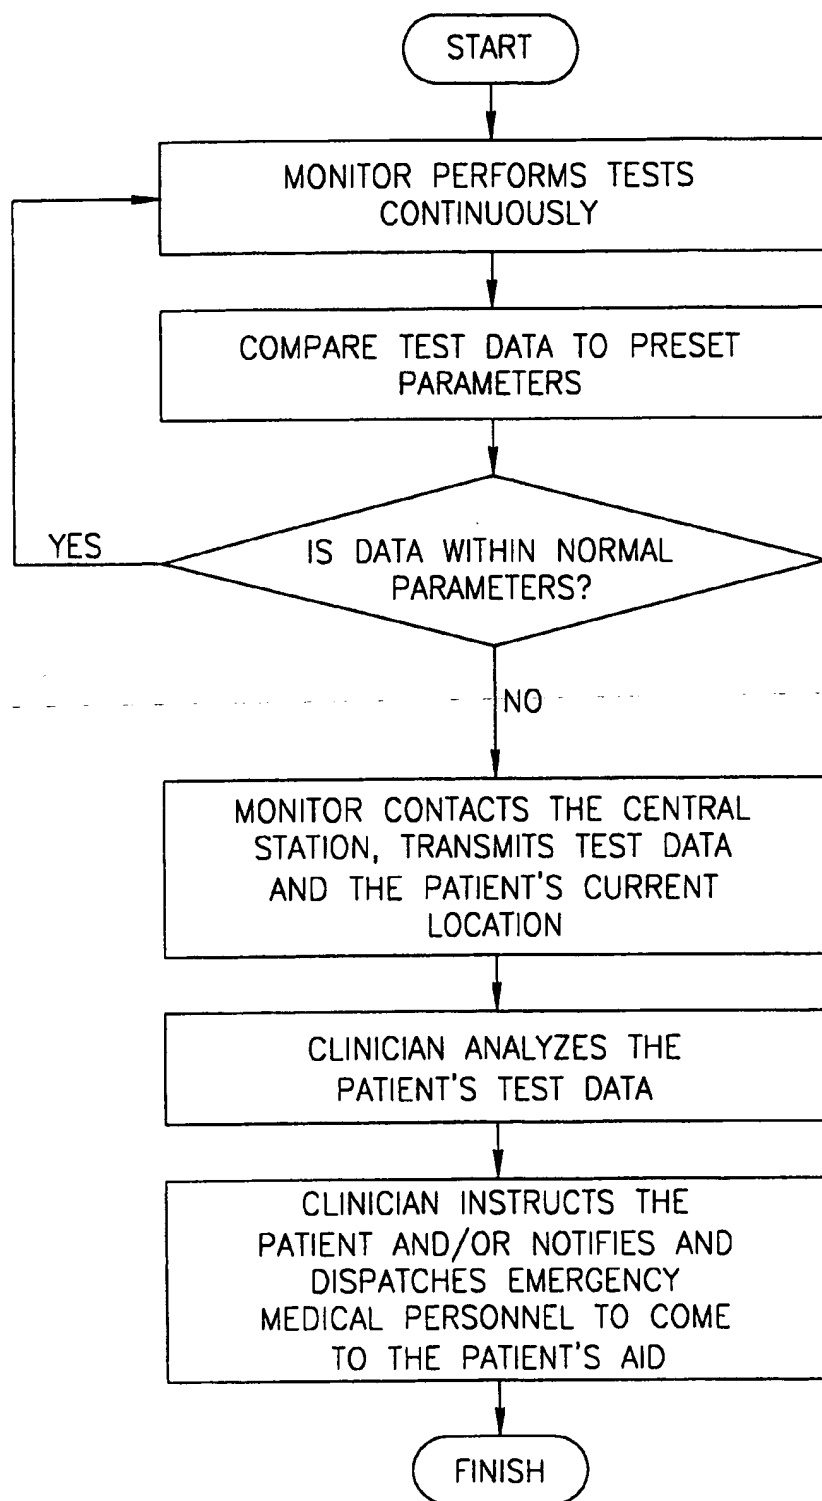 START
MONITOR PERFORMS TESTS
CONTINUOUSLY
COMPARE TEST DATA TO PRESET
PARAMETERS
YES
IS DATA WITHIN NORMAL
PARAMETERS?
NO
MONITOR CONTACTS THE CENTRAL
STATION, TRANSMITS TEST DATA
AND THE PATIENT'S CURRENT
LOCATION
CLINICIAN ANALYZES THE
PATIENT'S TEST DATA
CLINICIAN INSTRUCTS THE
PATIENT AND/OR NOTIFIES AND
DISPATCHES EMERGENCY
MEDICAL PERSONNEL TO COME
TO THE PATIENT'S AID
FINISH